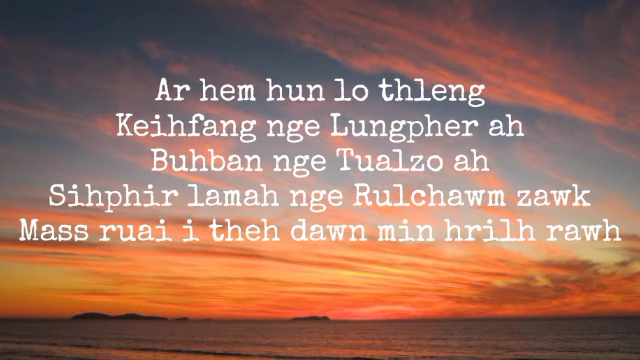 Ar hem hun lo thleng
Keihfang nge Lungpher ah
Buhban nge Tualzo ah
Sihphir lamah nge Rulchawm zawk
Mass ruai i theh dawn min hrilh rawh